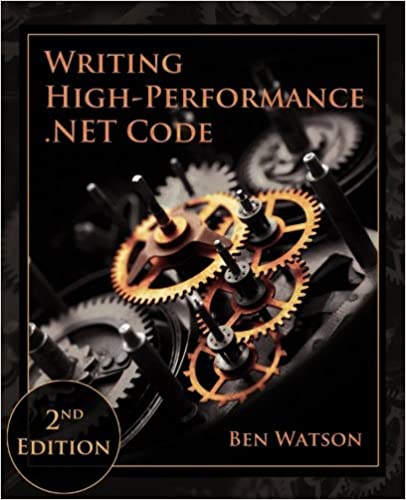 WRITING
HIGH-PERFORMANCE
.NET CODE
2ND
EDITION
BEN WATSON